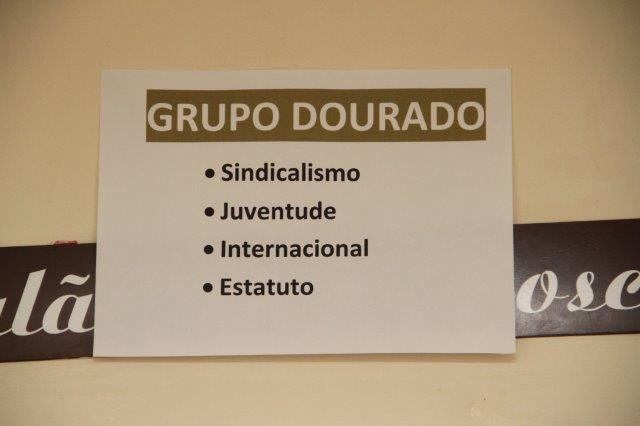 GRUPO DOURADO
• Sindicalismo
• Juventude
• Internacional
• Estatuto